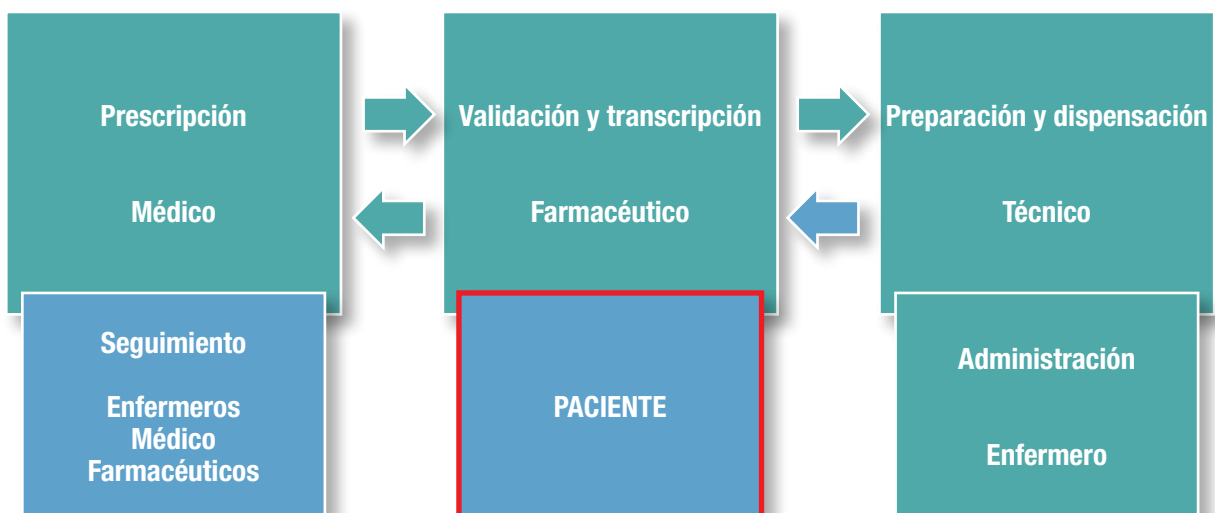 Prescripción
Médico
Validación y transcripción
Farmacéutico
Preparación y dispensación
Técnico
Seguimiento
Enfermeros
Médico
Farmacéuticos
PACIENTE
Administración
Enfermero